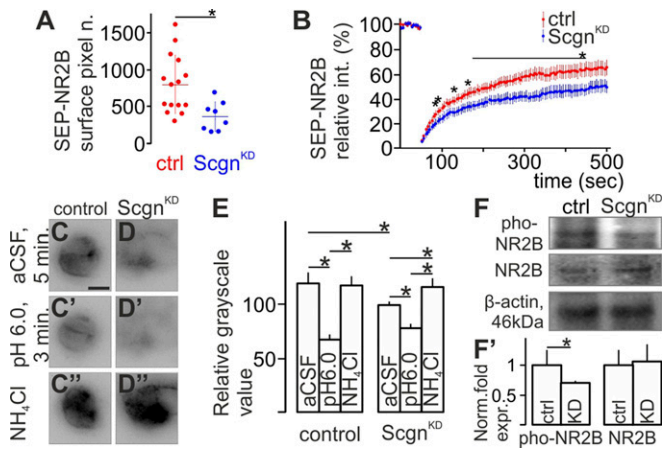 A
SEP-NR2B
surface pixel n.
1500
1000
500
0
*
ctrl
Scgn^KD
B
SEP-NR2B
relative int. (%)
100
80
60
40
20
ctrl
Scgn^KD
* * * * *
100 300 500
time (sec)
control Scgn^KD
aCSF,
5 min.
C D
pH 6.0,
3 min.
C' D'
NH₄Cl
C'' D''
E
Relative grayscale
value
100
50
*
* * * * *
aCSF pH6.0 NH₄Cl aCSF pH6.0 NH₄Cl
control Scgn^KD
F
ctrl Scgn^KD
pho-
NR2B
NR2B
β-actin,
46kDa
F'
Norm.fold
expr.
1
0.5
*
ctrl KD ctrl KD
pho-NR2B NR2B